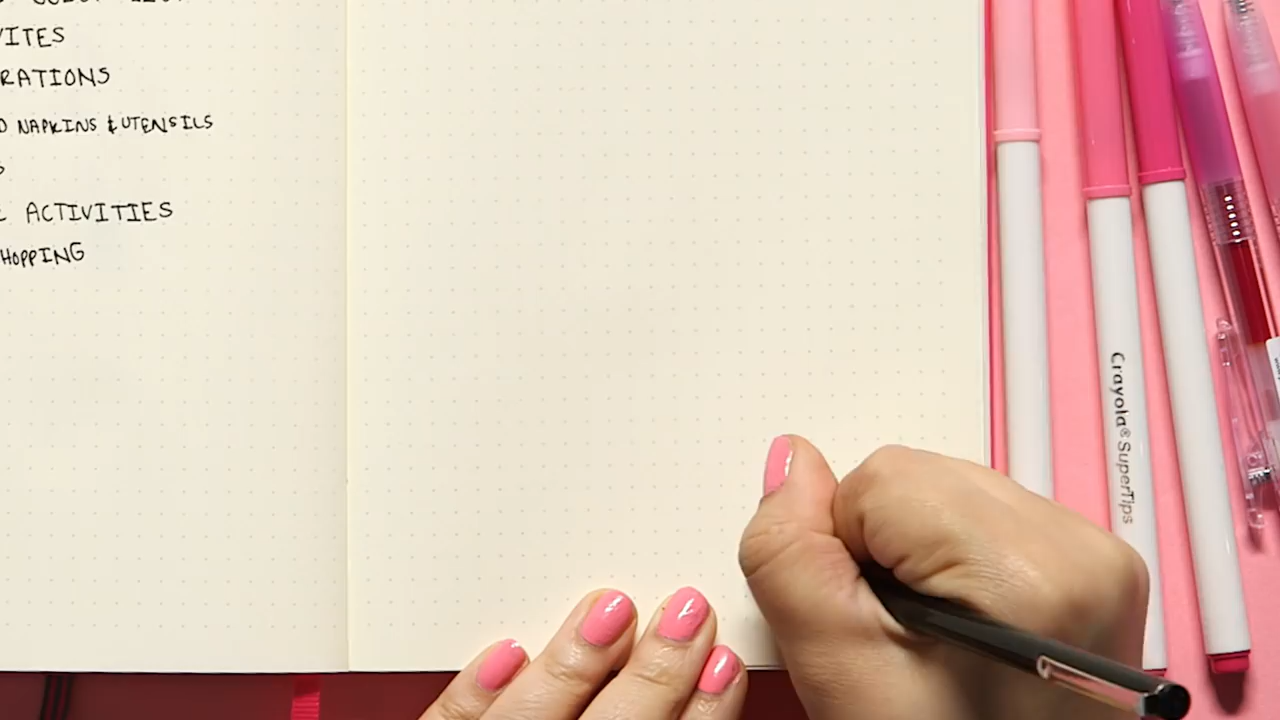 VITES
RATIONS
NAPKINS & UTENSILS
ACTIVITIES
HOPPING
Crayola® SuperTips